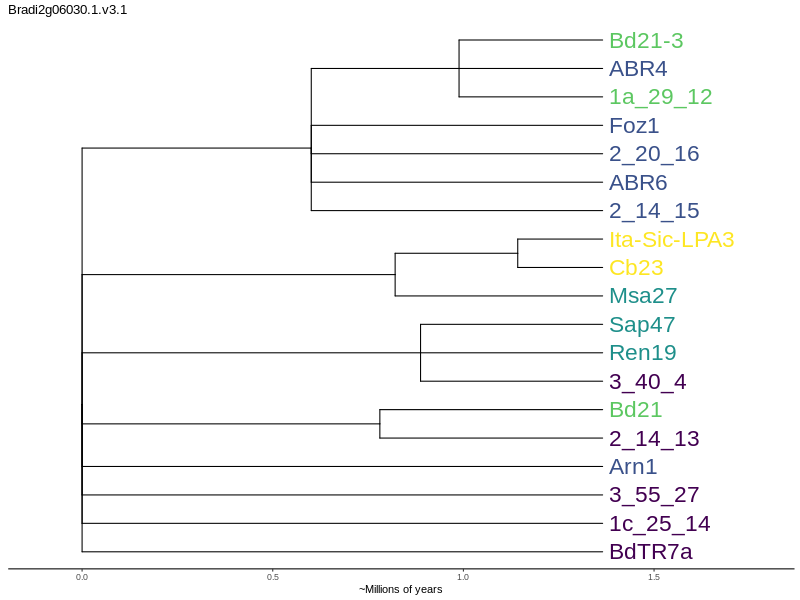 Bradi2g06030.1.v3.1
Bd21-3
ABR4
1a_29_12
Foz1
2_20_16
ABR6
2_14_15
Ita-Sic-LPA3
Cb23
Msa27
Sap47
Ren19
3_40_4
Bd21
2_14_13
Arn1
3_55_27
1c_25_14
BdTR7a
0.0 0.5 1.0 1.5
~Millions of years